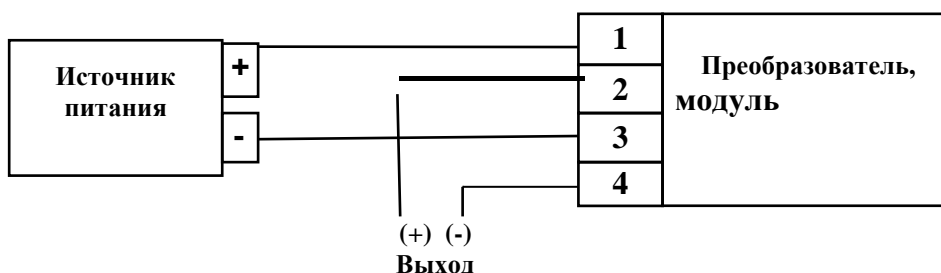 Источник
питания
+
-
1
2
3
4
Преобразователь,
модуль
(+) (-)
Выход